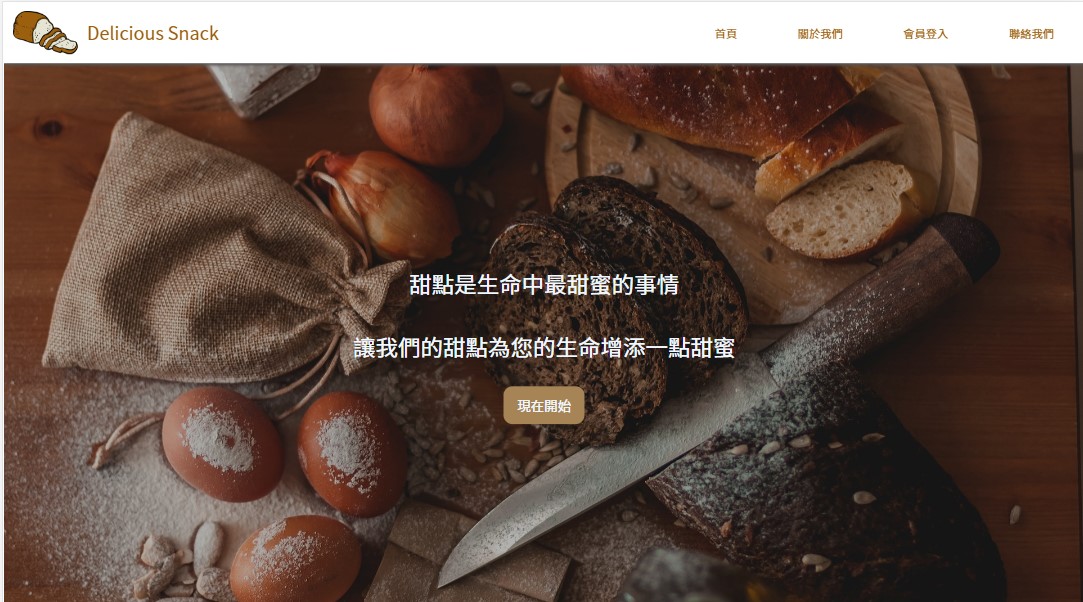 Delicious Snack
首頁
關於我們
會員登入
聯絡我們
甜點是生命中最甜蜜的事情
讓我們的甜點為您的生命增添一點甜蜜
現在開始